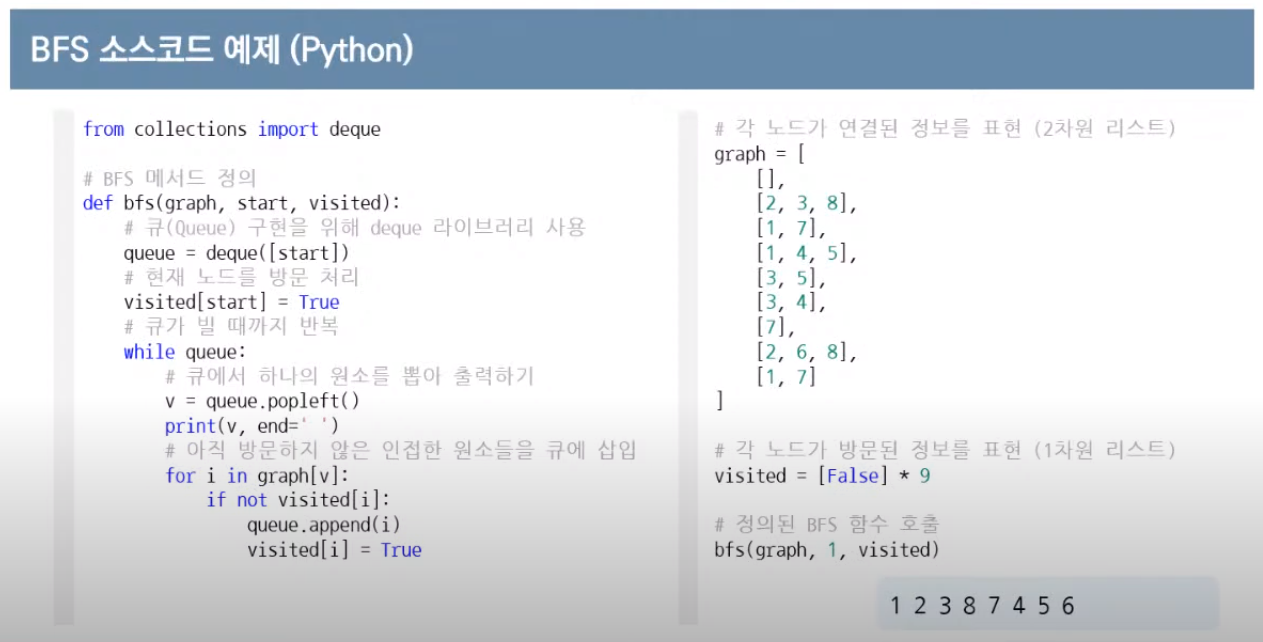 BFS 소스코드 예제 (Python)
from collections import deque
# BFS 메서드 정의
def bfs(graph, start, visited):
    # 큐(Queue) 구현을 위해 deque 라이브러리 사용
    queue = deque([start])
    # 현재 노드를 방문 처리
    visited[start] = True
    # 큐가 빌 때까지 반복
    while queue:
        # 큐에서 하나의 원소를 뽑아 출력하기
        v = queue.popleft()
        print(v, end=' ')
        # 아직 방문하지 않은 인접한 원소들을 큐에 삽입
        for i in graph[v]:
            if not visited[i]:
                queue.append(i)
                visited[i] = True
# 각 노드가 연결된 정보를 표현 (2차원 리스트)
graph = [
    [],
    [2, 3, 8],
    [1, 7],
    [1, 4, 5],
    [3, 5],
    [3, 4],
    [7],
    [2, 6, 8],
    [1, 7]
]
# 각 노드가 방문된 정보를 표현 (1차원 리스트)
visited = [False] * 9
# 정의된 BFS 함수 호출
bfs(graph, 1, visited)
1 2 3 8 7 4 5 6